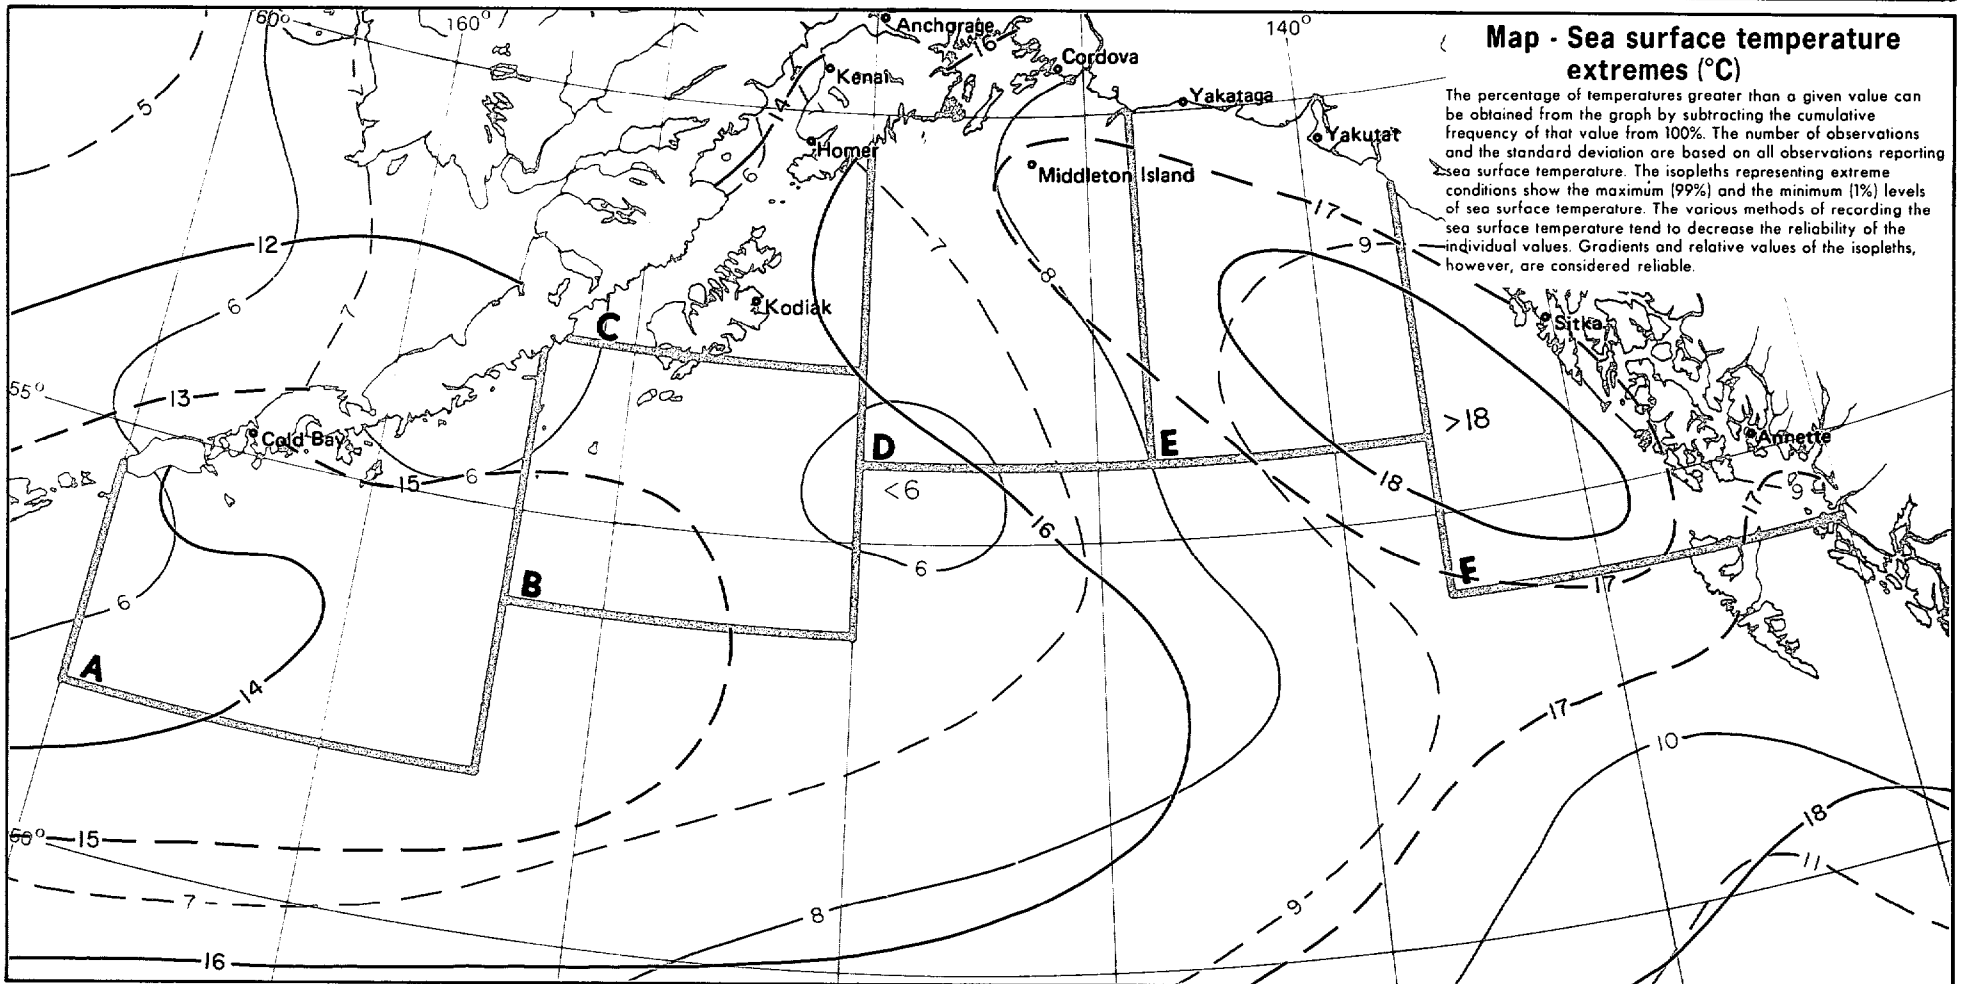 Map - Sea surface temperature
extremes (°C)
The percentage of temperatures greater than a given value can
be obtained from the graph by subtracting the cumulative
frequency of that value from 100%. The number of observations
and the standard deviation are based on all observations reporting
sea surface temperature. The isopleths representing extreme
conditions show the maximum (99%) and the minimum (1%) levels
of sea surface temperature. The various methods of recording the
sea surface temperature tend to decrease the reliability of the
individual values. Gradients and relative values of the isopleths,
however, are considered reliable.
60° 160° 140°
Anchorage
16
Cordova
Kenai
5
14
Yakataga
Yakutat
Homer
6
Middleton Island
17
12
7
9
8
6
7
Kodiak
C
Sitka
55°
13
>18
Cold Bay
D
E
Annette
6
15
<6
18
9
17
16
6
B
F
17
6
A
14
17
10
50°
15
18
11
7
8
9
16